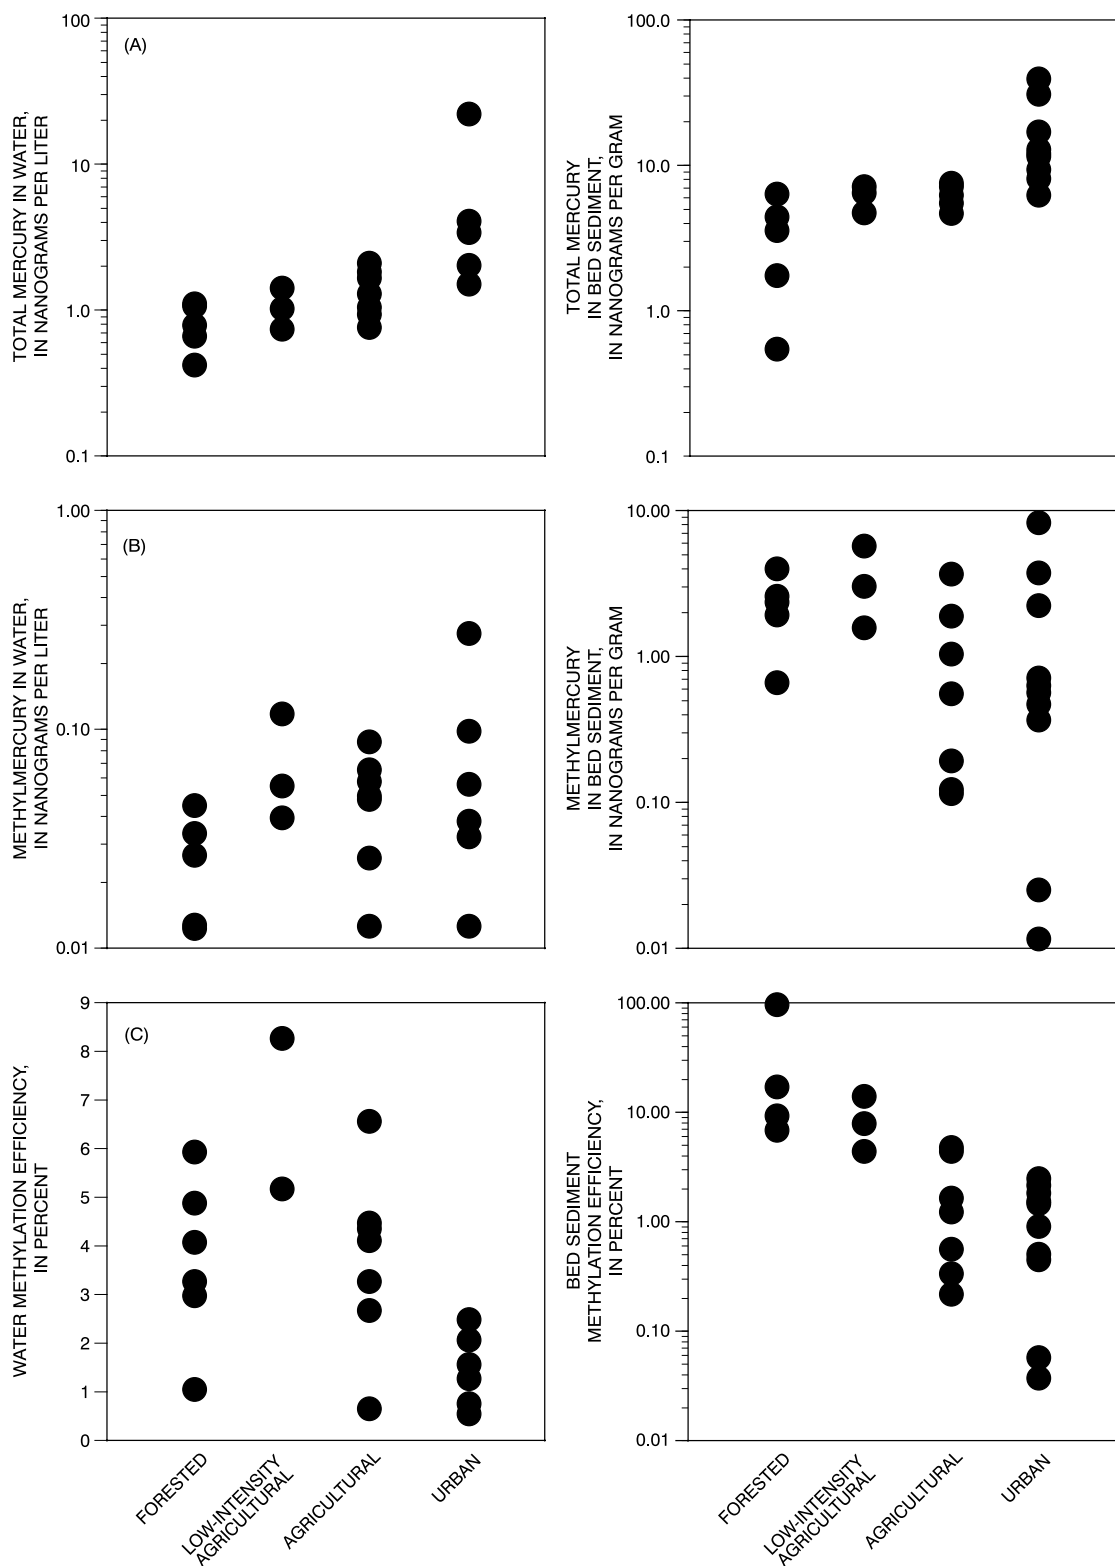 (A)
TOTAL MERCURY IN WATER,
IN NANOGRAMS PER LITER
100
10
1.0
0.1
TOTAL MERCURY
IN BED SEDIMENT,
IN NANOGRAMS PER GRAM
100.0
10.0
1.0
0.1
(B)
METHYLMERCURY IN WATER,
IN NANOGRAMS PER LITER
1.00
0.10
0.01
METHYLMERCURY
IN BED SEDIMENT,
IN NANOGRAMS PER GRAM
10.00
1.00
0.10
0.01
(C)
WATER METHYLATION EFFICIENCY,
IN PERCENT
9
8
7
6
5
4
3
2
1
0
BED SEDIMENT
METHYLATION EFFICIENCY,
IN PERCENT
100.00
10.00
1.00
0.10
0.01
FORESTED
LOW-INTENSITY
AGRICULTURAL
AGRICULTURAL
URBAN
FORESTED
LOW-INTENSITY
AGRICULTURAL
AGRICULTURAL
URBAN